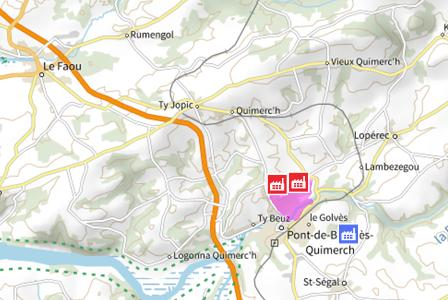 Rumengol
Vieux Quimerc'h
K
Le Faou
Ty Jopic
Quimerc'h
Lopérec
Lambezegou
Ty Beuz
le Golvès
Pont-de-B
ès-
Quimerch
Logonna Quimerc'h
St-Ségal
la